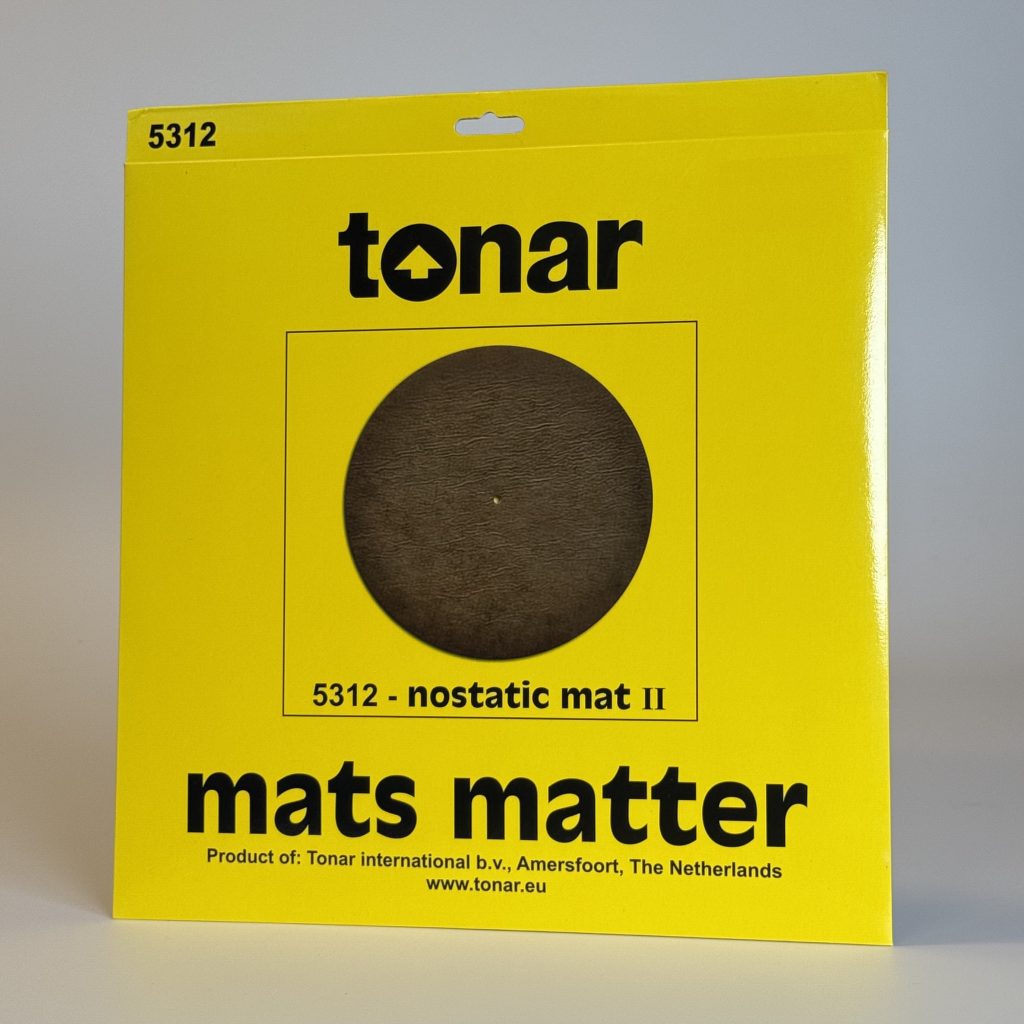 5312
tonar
5312 - nostatic mat II
mats matter
Product of: Tonar international b.v., Amersfoort, The Netherlands
www.tonar.eu